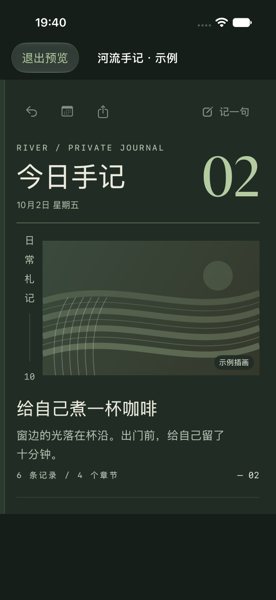 19:40
退出预览
河流手记 · 示例
记一句
RIVER / PRIVATE JOURNAL
今日手记
02
10月2日 星期五
日常札记
10
示例插画
给自己煮一杯咖啡
窗边的光落在杯沿。出门前，给自己留了
十分钟。
6 条记录 / 4 个章节
— 02